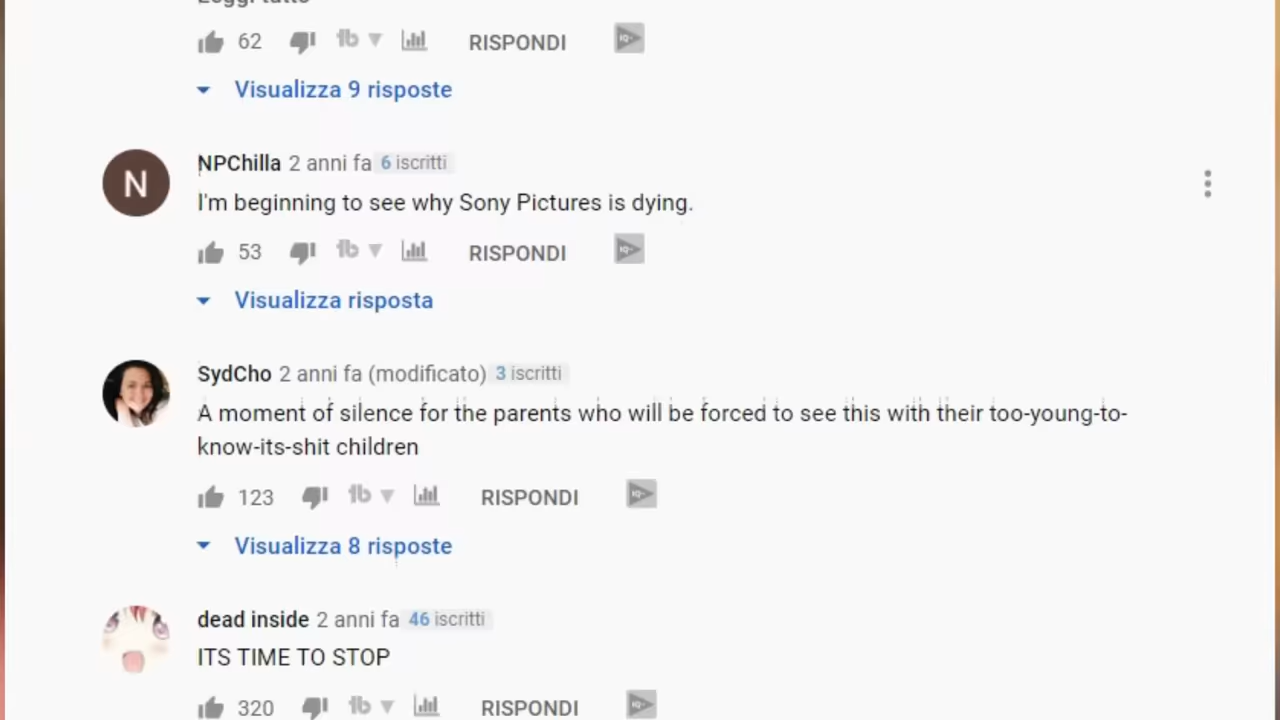 Leggi tutto
62 RISPONDI
Visualizza 9 risposte
NPChilla 2 anni fa 6 iscritti
N
I'm beginning to see why Sony Pictures is dying.
53 RISPONDI
Visualizza risposta
SydCho 2 anni fa (modificato) 3 iscritti
A moment of silence for the parents who will be forced to see this with their too-young-to-
know-its-shit children
123 RISPONDI
Visualizza 8 risposte
dead inside 2 anni fa 46 iscritti
ITS TIME TO STOP
320 RISPONDI